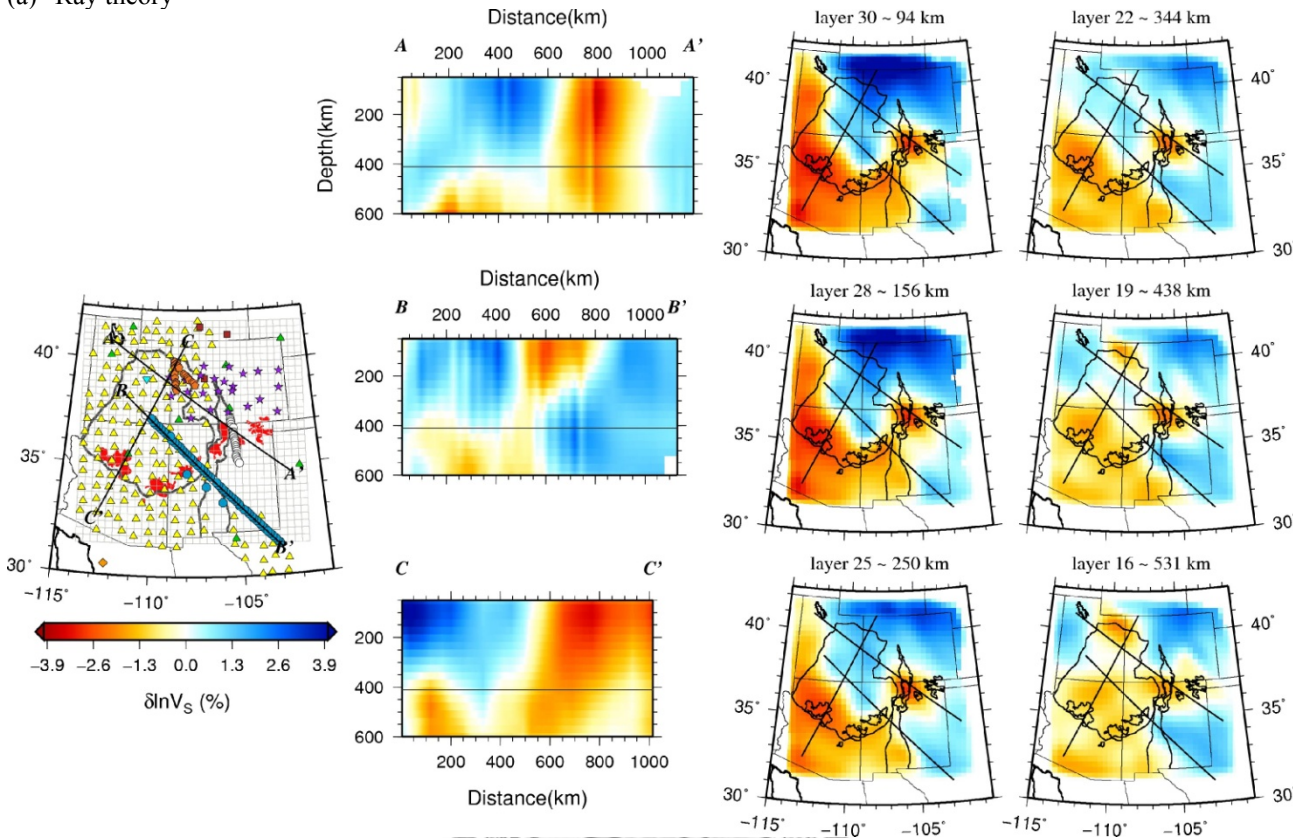 (a) Ray theory
Distance(km)
A A'
200 400 600 800 1000
Depth(km)
200
400
600
Distance(km)
B B'
200 400 600 800 1000
200
400
600
C C'
200
400
600
200 400 600 800 1000
Distance(km)
A
C
B
A'
C'
B'
40°
35°
30°
−115° −110° −105°
−3.9 −2.6 −1.3 0.0 1.3 2.6 3.9
δlnVS (%)
layer 30 ~ 94 km
layer 22 ~ 344 km
40° 40°
35° 35°
30° 30
layer 28 ~ 156 km
layer 19 ~ 438 km
40° 40°
35° 35°
30° 30
layer 25 ~ 250 km
layer 16 ~ 531 km
40° 40°
35° 35°
30° 30
−115° −110° −105° −115° −110° −105°